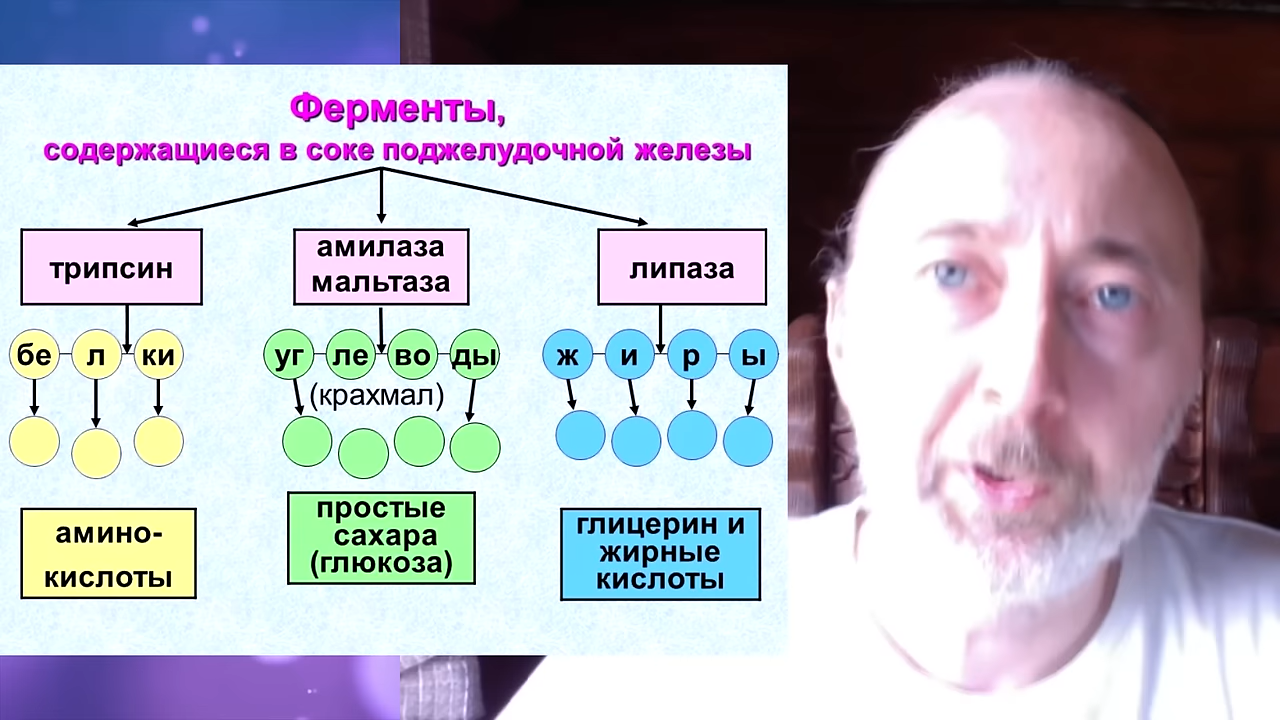 Ферменты,
содержащиеся в соке поджелудочной железы
трипсин
амилаза
мальтаза
липаза
бе л ки
уг ле во ды
(крахмал)
ж и р ы
амино-
кислоты
простые
сахара
(глюкоза)
глицерин и
жирные
кислоты